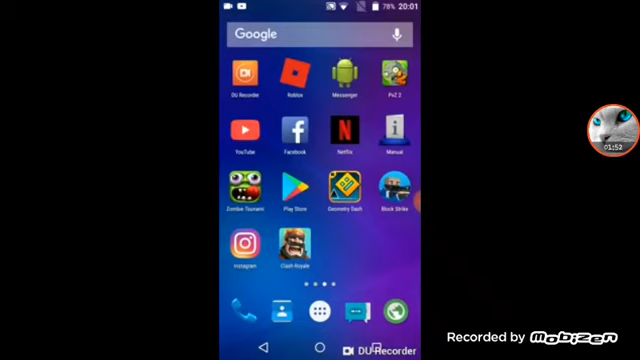 78% 20:01
Google
DU Recorder Roblox Messenger PvZ 2
YouTube Facebook Netflix Manual
Zombie Tsunami Play Store Geometry Dash Block Strike
Instagram Clash Royale
01:52
Recorded by mobizen
DU Recorder